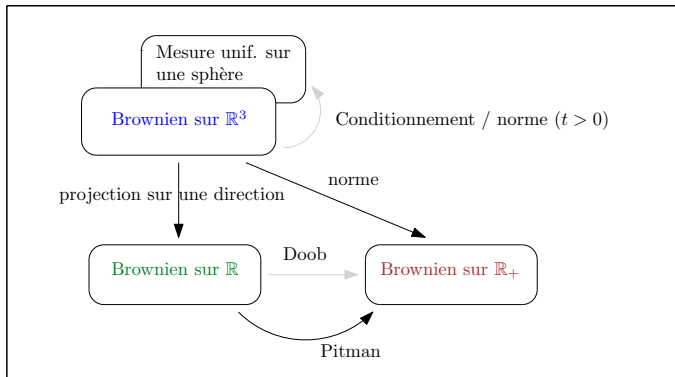 Mesure unif. sur
une sphère
Brownien sur ℝ³
Conditionnement / norme (t > 0)
projection sur une direction
norme
Brownien sur ℝ
Doob
Brownien sur ℝ₊
Pitman